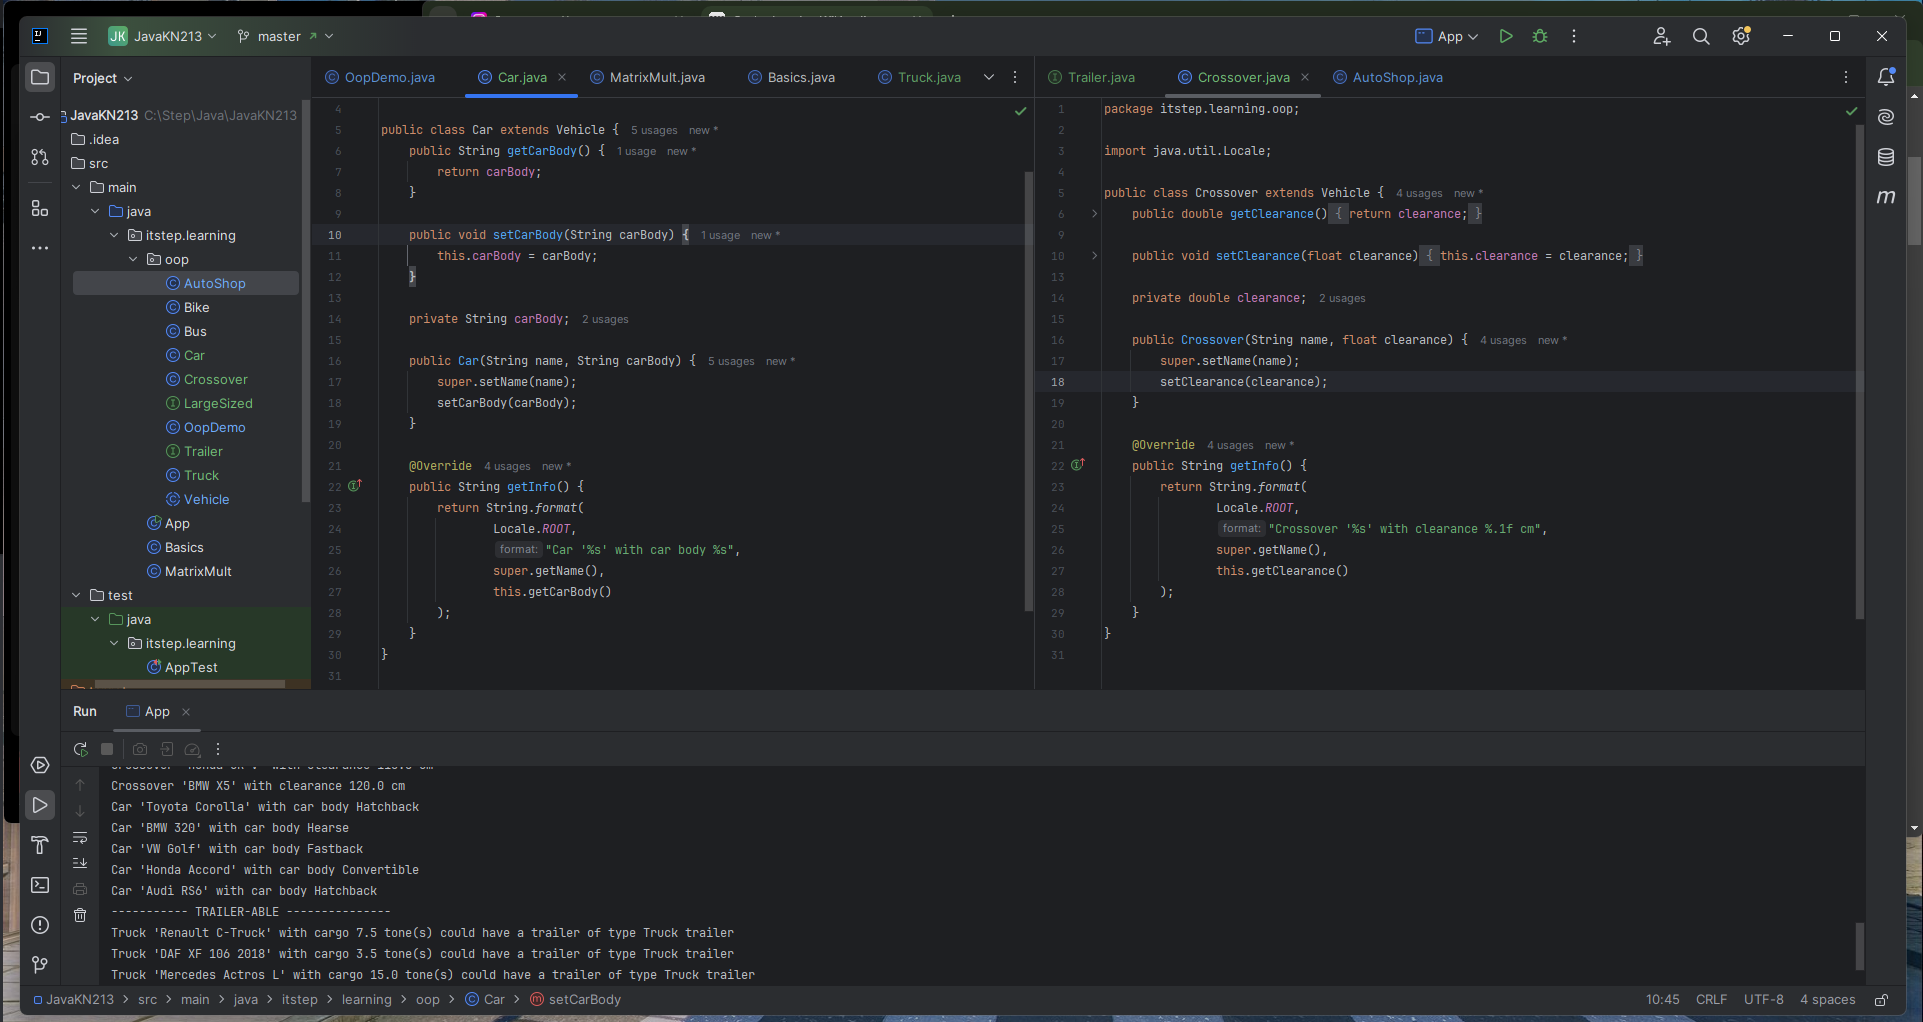 JK JavaKN213 master App
Project
JavaKN213 C:\Step\Java\JavaKN213
.idea
src
main
java
itstep.learning
oop
AutoShop
Bike
Bus
Car
Crossover
LargeSized
OopDemo
Trailer
Truck
Vehicle
App
Basics
MatrixMult
test
java
itstep.learning
AppTest
OopDemo.java Car.java MatrixMult.java Basics.java Truck.java
4
5 public class Car extends Vehicle { 5 usages new *
6 public String getCarBody() { 1 usage new *
7 return carBody;
8 }
9
10 public void setCarBody(String carBody) { 1 usage new *
11 this.carBody = carBody;
12 }
13
14 private String carBody; 2 usages
15
16 public Car(String name, String carBody) { 5 usages new *
17 super.setName(name);
18 setCarBody(carBody);
19 }
20
21 @Override 4 usages new *
22 public String getInfo() {
23 return String.format(
24 Locale.ROOT,
25 format: "Car '%s' with car body %s",
26 super.getName(),
27 this.getCarBody()
28 );
29 }
30 }
31
Trailer.java Crossover.java AutoShop.java
1 package itstep.learning.oop;
2
3 import java.util.Locale;
4
5 public class Crossover extends Vehicle { 4 usages new *
6 public double getClearance() { return clearance; }
9
10 public void setClearance(float clearance) { this.clearance = clearance; }
13
14 private double clearance; 2 usages
15
16 public Crossover(String name, float clearance) { 4 usages new *
17 super.setName(name);
18 setClearance(clearance);
19 }
20
21 @Override 4 usages new *
22 public String getInfo() {
23 return String.format(
24 Locale.ROOT,
25 format: "Crossover '%s' with clearance %.1f cm",
26 super.getName(),
27 this.getClearance()
28 );
29 }
30 }
31
Run App
Crossover 'BMW X5' with clearance 120.0 cm
Car 'Toyota Corolla' with car body Hatchback
Car 'BMW 320' with car body Hearse
Car 'VW Golf' with car body Fastback
Car 'Honda Accord' with car body Convertible
Car 'Audi RS6' with car body Hatchback
----------- TRAILER-ABLE ---------------
Truck 'Renault C-Truck' with cargo 7.5 tone(s) could have a trailer of type Truck trailer
Truck 'DAF XF 106 2018' with cargo 3.5 tone(s) could have a trailer of type Truck trailer
Truck 'Mercedes Actros L' with cargo 15.0 tone(s) could have a trailer of type Truck trailer
JavaKN213 > src > main > java > itstep > learning > oop > Car > setCarBody 10:45 CRLF UTF-8 4 spaces